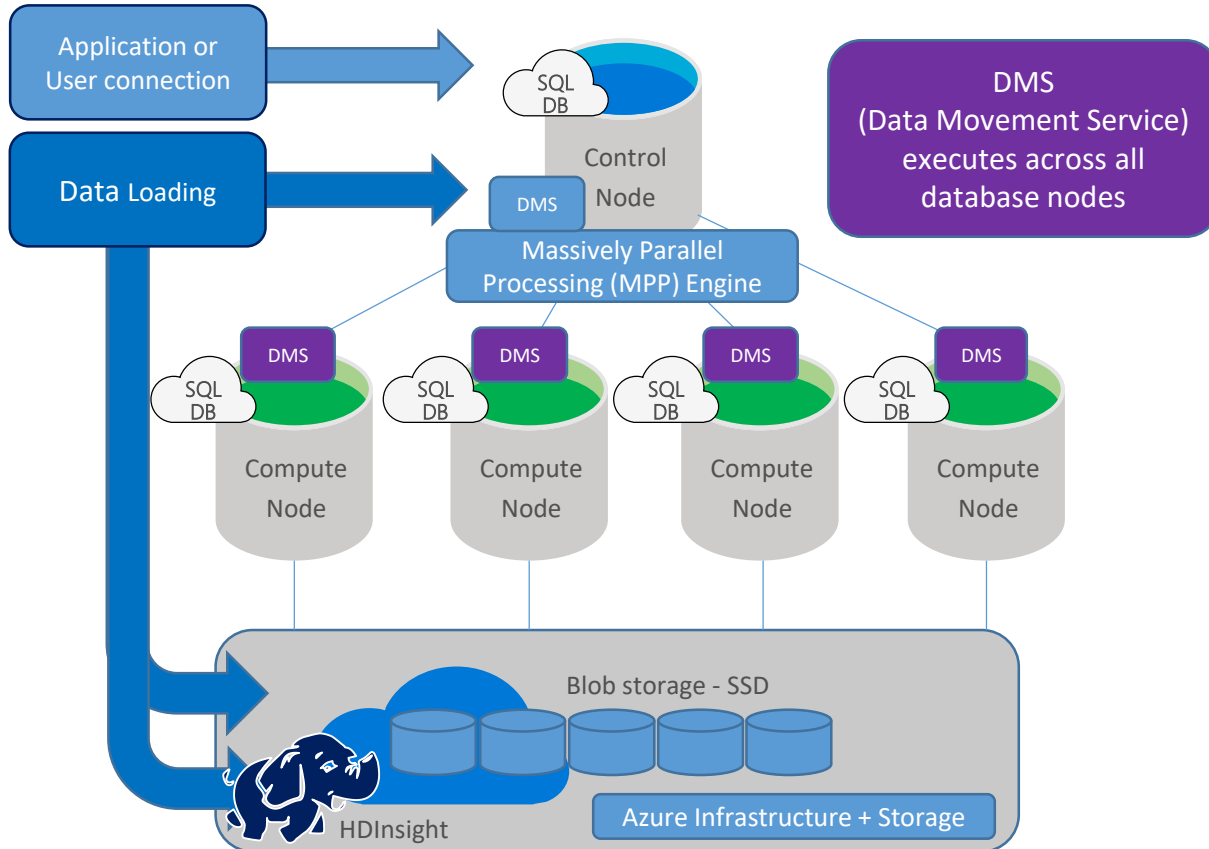 Application or
User connection
SQL
DB
DMS
(Data Movement Service)
executes across all
database nodes
Data Loading
Control
Node
DMS
Massively Parallel
Processing (MPP) Engine
DMS
DMS
DMS
DMS
SQL
DB
SQL
DB
SQL
DB
SQL
DB
Compute
Node
Compute
Node
Compute
Node
Compute
Node
Blob storage - SSD
HDInsight
Azure Infrastructure + Storage